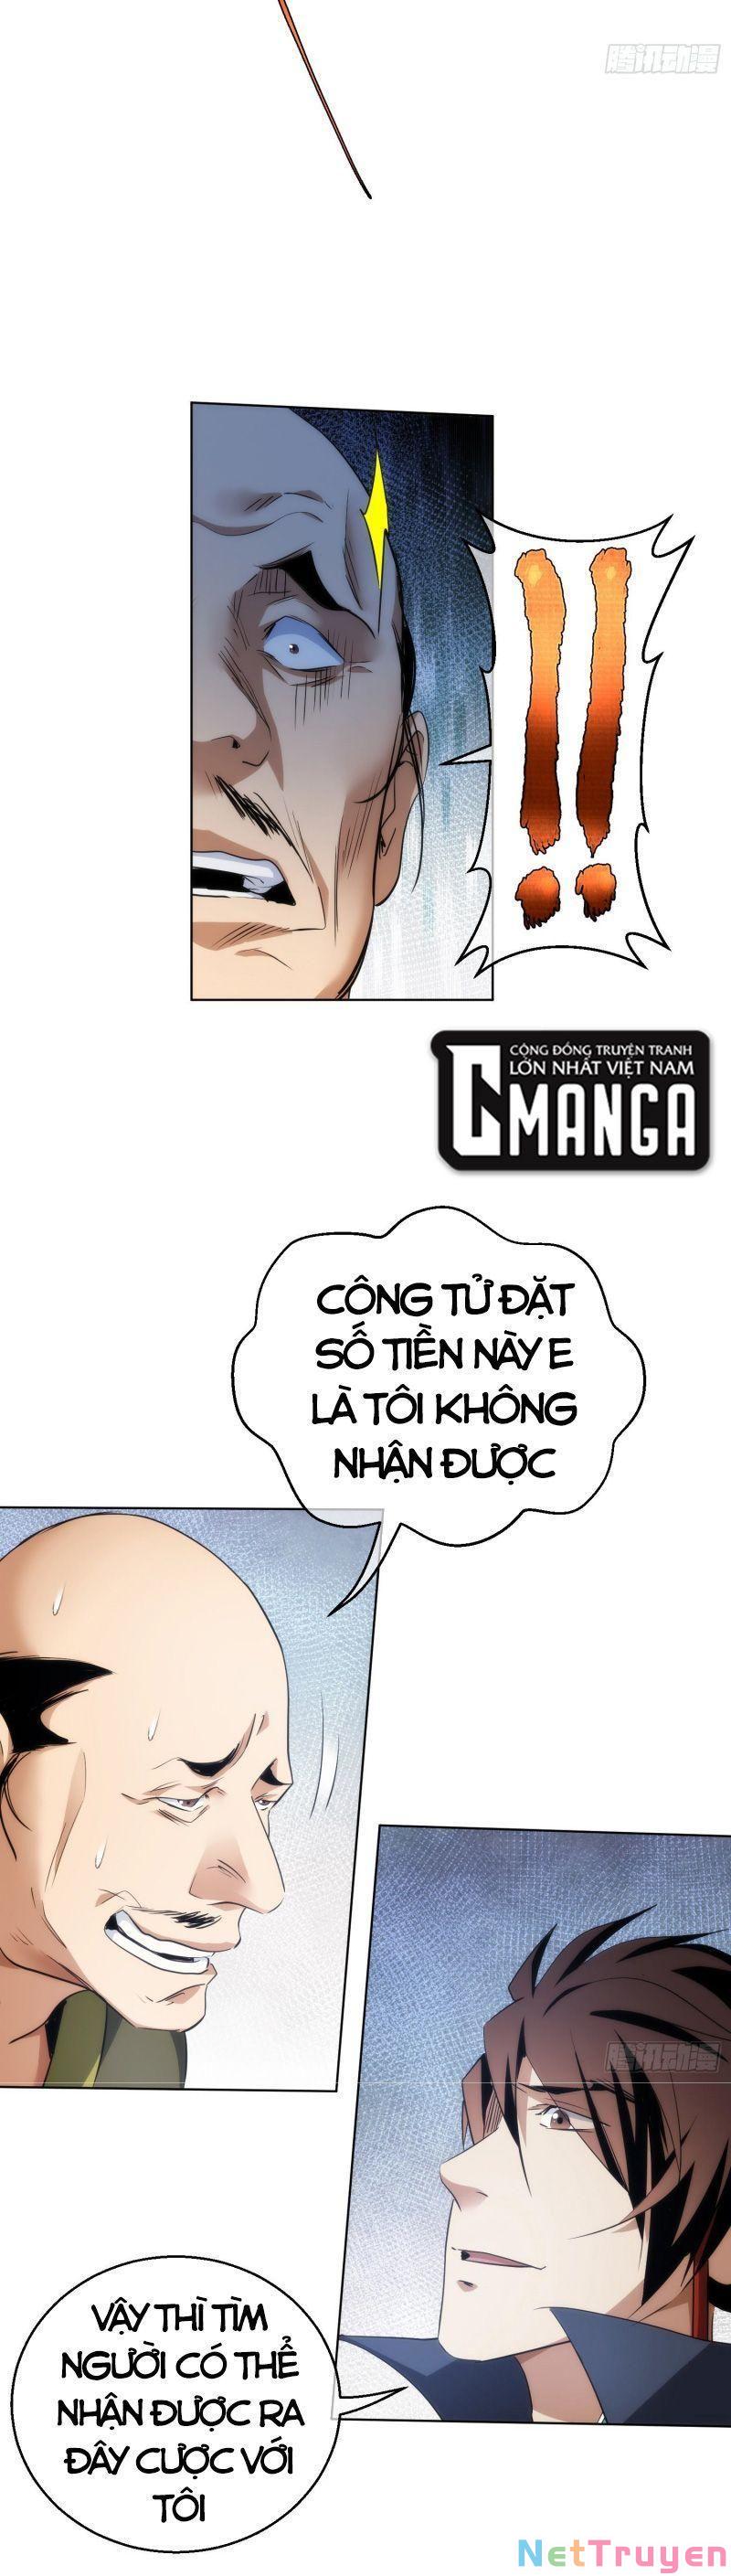 腾讯动漫
!!
CỘNG ĐỒNG TRUYỆN TRANH
LỚN NHẤT VIỆT NAM
CMANGA
CÔNG TỬ ĐẶT
SỐ TIỀN NÀY E
LÀ TÔI KHÔNG
NHẬN ĐƯỢC
腾讯动漫
VẬY THÌ TÌM
NGƯỜI CÓ THỂ
NHẬN ĐƯỢC RA
ĐÂY CƯỢC VỚI
TÔI
NetTruyen